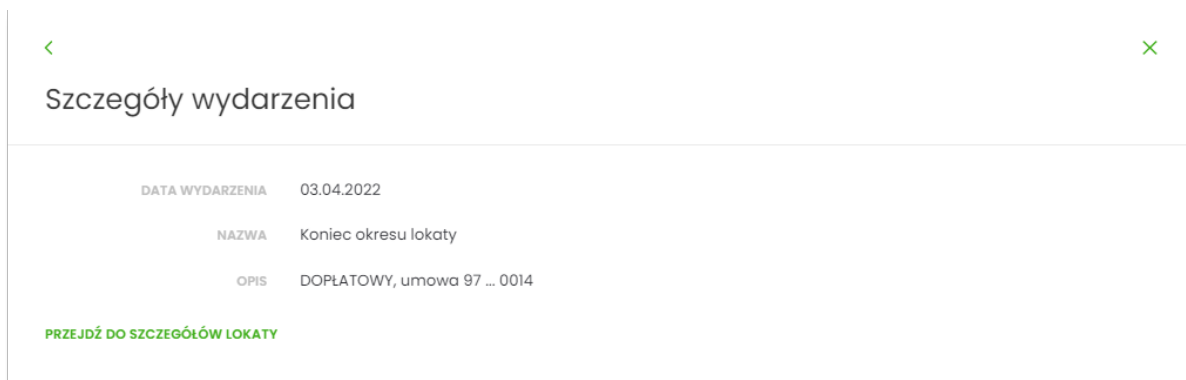 Szczegóły wydarzenia
DATA WYDARZENIA 03.04.2022
NAZWA Koniec okresu lokaty
OPIS DOPŁATOWY, umowa 97 ... 0014
PRZEJDŹ DO SZCZEGÓŁÓW LOKATY